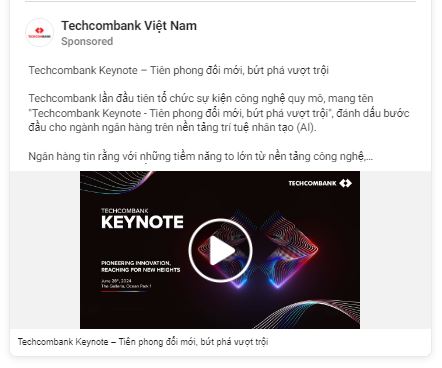 TECHCOMBANK
Techcombank Việt Nam
Sponsored
Techcombank Keynote – Tiên phong đổi mới, bứt phá vượt trội
Techcombank lần đầu tiên tổ chức sự kiện công nghệ quy mô, mang tên
"Techcombank Keynote - Tiên phong đổi mới, bứt phá vượt trội", đánh dấu bước
đầu cho ngành ngân hàng trên nền tảng trí tuệ nhân tạo (AI).
Ngân hàng tin rằng với những tiềm năng to lớn từ nền tảng công nghệ,...
TECHCOMBANK
TECHCOMBANK
KEYNOTE
PIONEERING INNOVATION,
REACHING FOR NEW HEIGHTS
June 26th, 2024
The Galleria, Ocean Park 1
Techcombank Keynote – Tiên phong đổi mới, bứt phá vượt trội